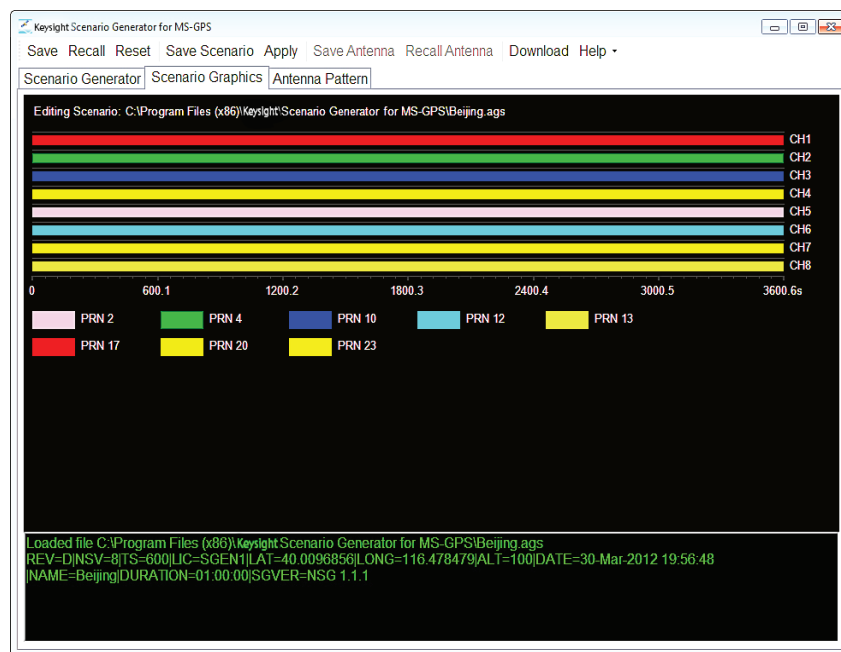 Keysight Scenario Generator for MS-GPS
Save Recall Reset Save Scenario Apply Save Antenna Recall Antenna Download Help
Scenario Generator Scenario Graphics Antenna Pattern
Editing Scenario: C:\Program Files (x86)\Keysight\Scenario Generator for MS-GPS\Beijing.ags
CH1
CH2
CH3
CH4
CH5
CH6
CH7
CH8
0 600.1 1200.2 1800.3 2400.4 3000.5 3600.6s
PRN 2 PRN 4 PRN 10 PRN 12 PRN 13
PRN 17 PRN 20 PRN 23
Loaded file C:\Program Files (x86)\Keysight Scenario Generator for MS-GPS\Beijing.ags
REV=D|NSV=8|TS=600|LIC=SGEN1|LAT=40.0096856|LONG=116.478479|ALT=100|DATE=30-Mar-2012 19:56:48
|NAME=Beijing|DURATION=01:00:00|SGVER=NSG 1.1.1